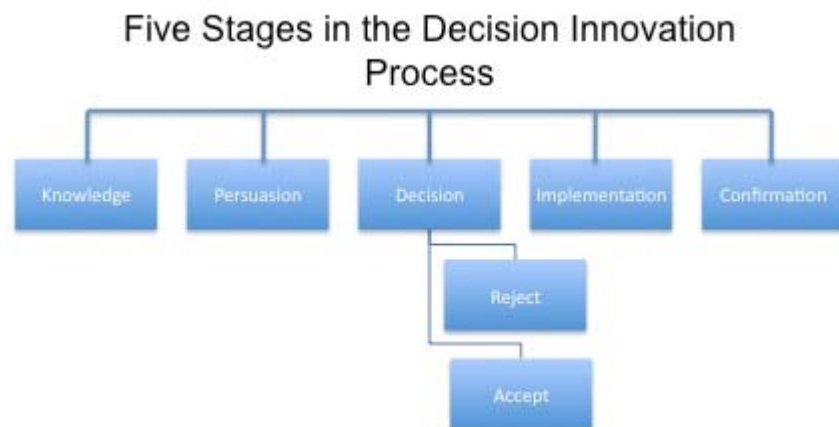 Five Stages in the Decision Innovation
Process
Knowledge
Persuasion
Decision
Implementation
Confirmation
Reject
Accept